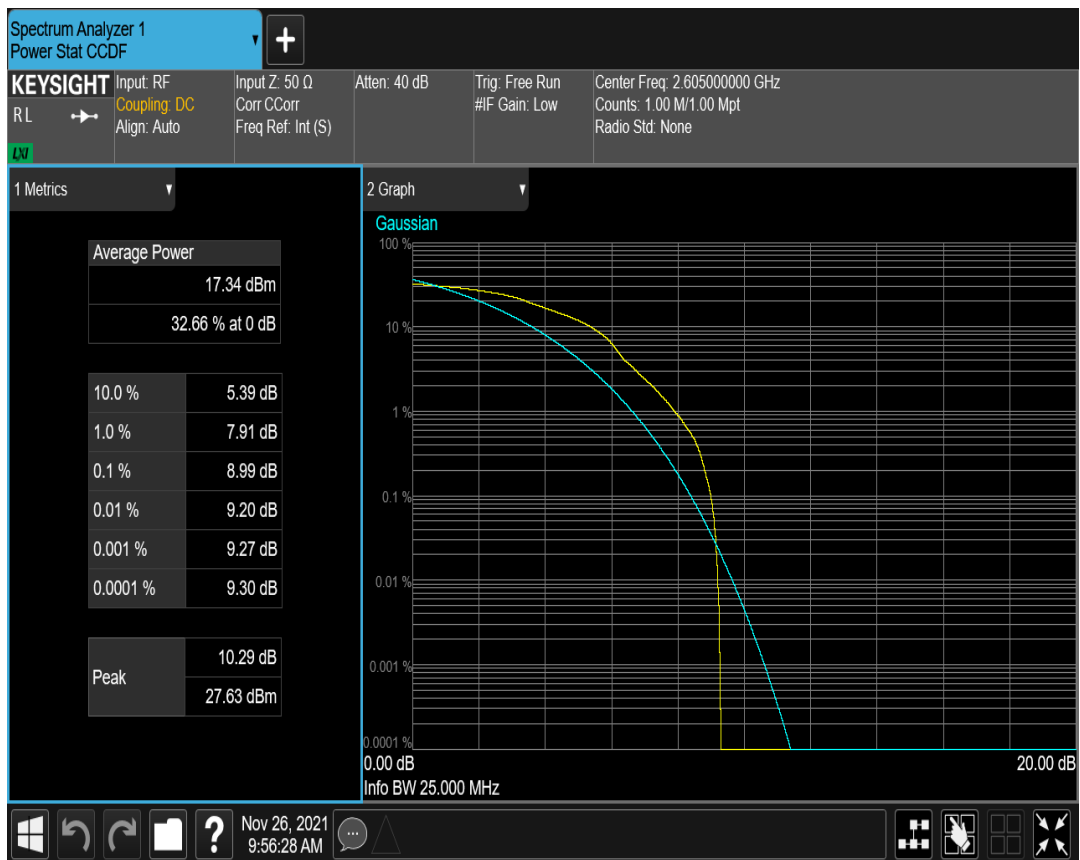 Spectrum Analyzer 1
Power Stat CCDF
KEYSIGHT
RL
LXI
Input: RF
Coupling: DC
Align: Auto
Input Z: 50 Ω
Corr CCorr
Freq Ref: Int (S)
Atten: 40 dB
Trig: Free Run
#IF Gain: Low
Center Freq: 2.605000000 GHz
Counts: 1.00 M/1.00 Mpt
Radio Std: None
1 Metrics
Average Power
17.34 dBm
32.66 % at 0 dB
10.0 % 5.39 dB
1.0 % 7.91 dB
0.1 % 8.99 dB
0.01 % 9.20 dB
0.001 % 9.27 dB
0.0001 % 9.30 dB
Peak
10.29 dB
27.63 dBm
2 Graph
Gaussian
100 %
10 %
1 %
0.1 %
0.01 %
0.001 %
0.0001 %
0.00 dB 20.00 dB
Info BW 25.000 MHz
?
Nov 26, 2021
9:56:28 AM